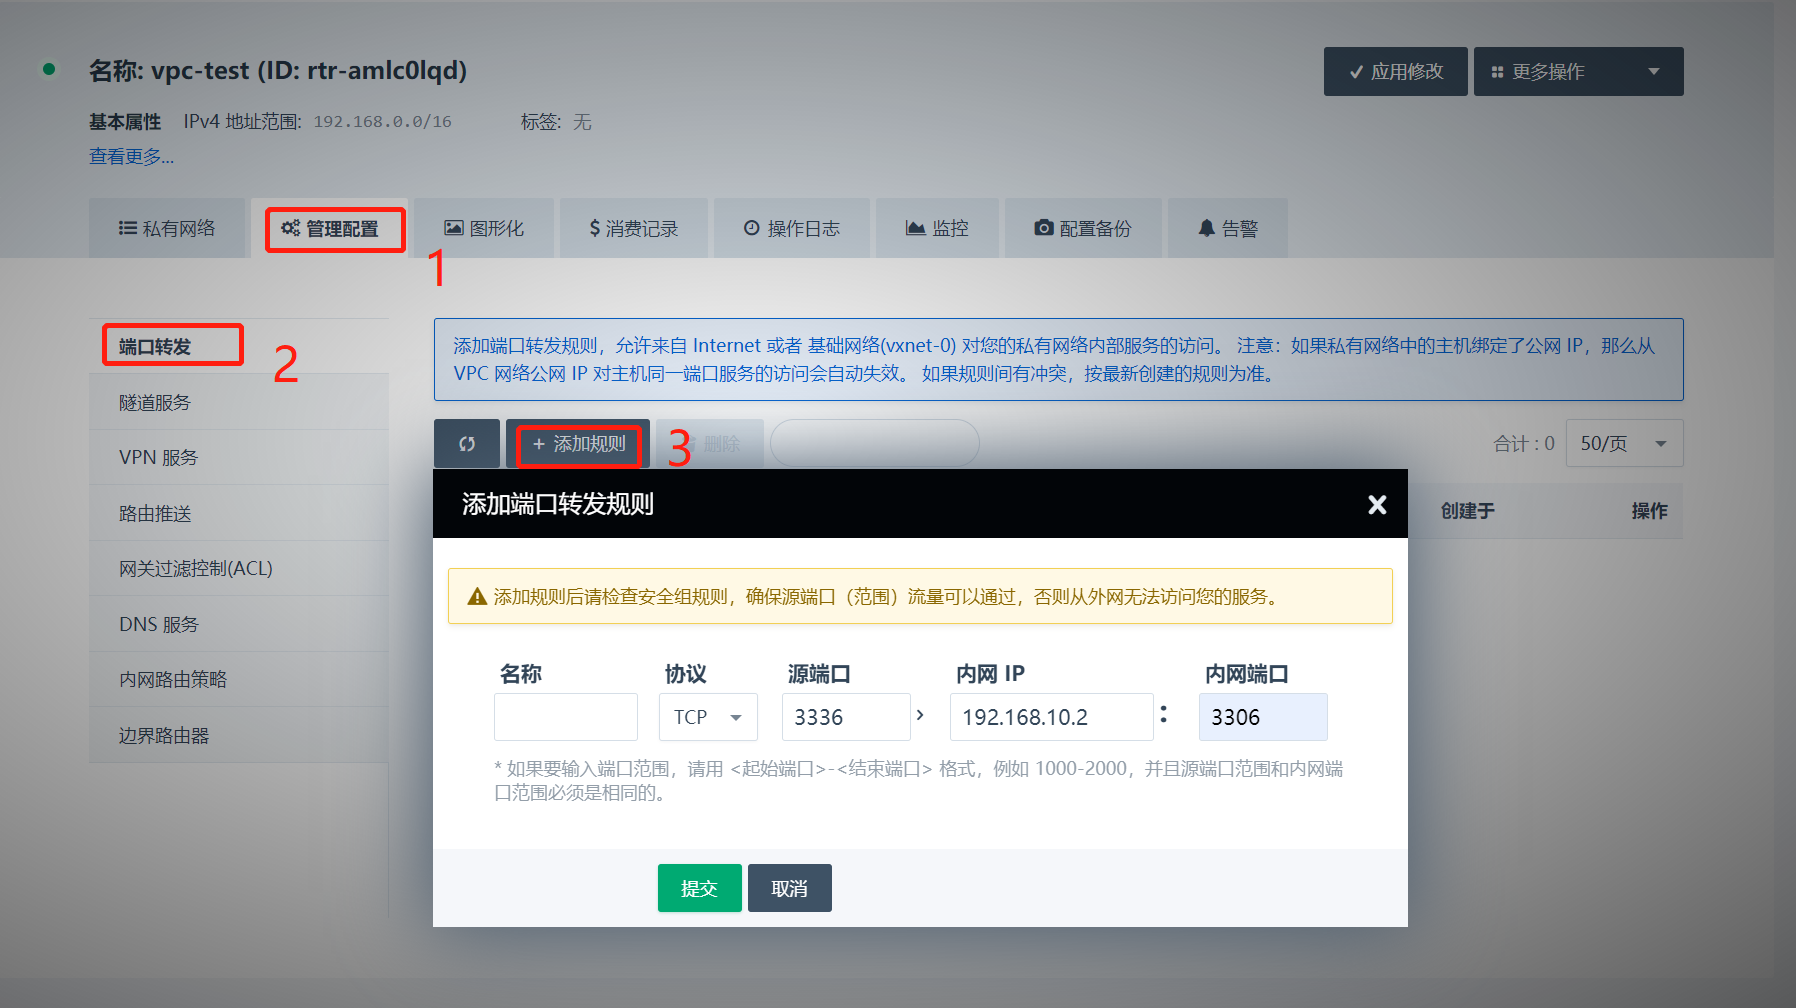 名称: vpc-test (ID: rtr-amlc0lqd)
应用修改
更多操作
基本属性 IPv4 地址范围: 192.168.0.0/16 标签: 无
查看更多...
私有网络
管理配置
图形化
$ 消费记录
操作日志
监控
配置备份
告警
1
端口转发
2
隧道服务
VPN 服务
路由推送
网关过滤控制(ACL)
DNS 服务
内网路由策略
边界路由器
添加端口转发规则，允许来自 Internet 或者 基础网络(vxnet-0) 对您的私有网络内部服务的访问。 注意：如果私有网络中的主机绑定了公网 IP，那么从
VPC 网络公网 IP 对主机同一端口服务的访问会自动失效。 如果规则间有冲突，按最新创建的规则为准。
+ 添加规则
3
删除
合计 : 0
50/页
创建于
操作
添加端口转发规则
添加规则后请检查安全组规则，确保源端口（范围）流量可以通过，否则从外网无法访问您的服务。
名称 协议 源端口 内网 IP 内网端口
TCP 3336 › 192.168.10.2 : 3306
* 如果要输入端口范围，请用 <起始端口>-<结束端口> 格式，例如 1000-2000，并且源端口范围和内网端
口范围必须是相同的。
提交
取消